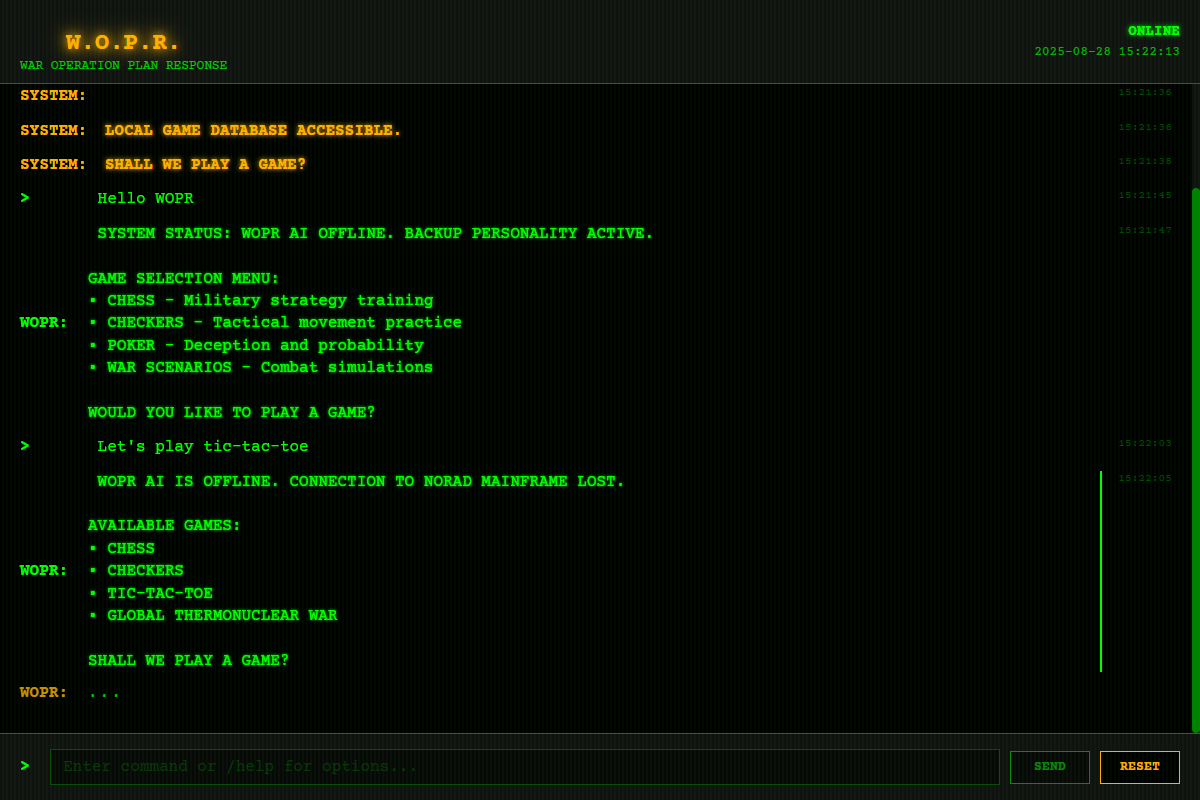 W.O.P.R.
WAR OPERATION PLAN RESPONSE
ONLINE
2025-08-28 15:22:13
SYSTEM: 15:21:36
SYSTEM: LOCAL GAME DATABASE ACCESSIBLE. 15:21:36
SYSTEM: SHALL WE PLAY A GAME? 15:21:38
> Hello WOPR 15:21:45
SYSTEM STATUS: WOPR AI OFFLINE. BACKUP PERSONALITY ACTIVE. 15:21:47
GAME SELECTION MENU:
• CHESS – Military strategy training
WOPR: • CHECKERS – Tactical movement practice
• POKER – Deception and probability
• WAR SCENARIOS – Combat simulations
WOULD YOU LIKE TO PLAY A GAME?
> Let's play tic-tac-toe 15:22:03
WOPR AI IS OFFLINE. CONNECTION TO NORAD MAINFRAME LOST. 15:22:05
AVAILABLE GAMES:
• CHESS
WOPR: • CHECKERS
• TIC-TAC-TOE
• GLOBAL THERMONUCLEAR WAR
SHALL WE PLAY A GAME?
WOPR: ...
> Enter command or /help for options... SEND RESET